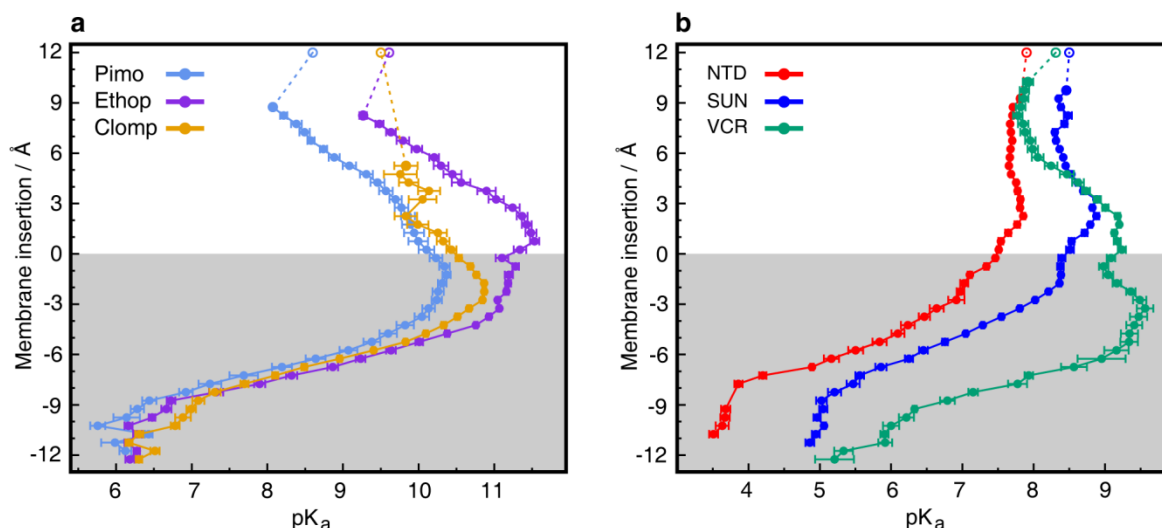 a
12
9
6
3
0
-3
-6
-9
-12
Membrane insertion / Å
Pimo
Ethop
Clomp
6 7 8 9 10 11
pKa
b
12
9
6
3
0
-3
-6
-9
-12
Membrane insertion / Å
NTD
SUN
VCR
4 5 6 7 8 9
pKa